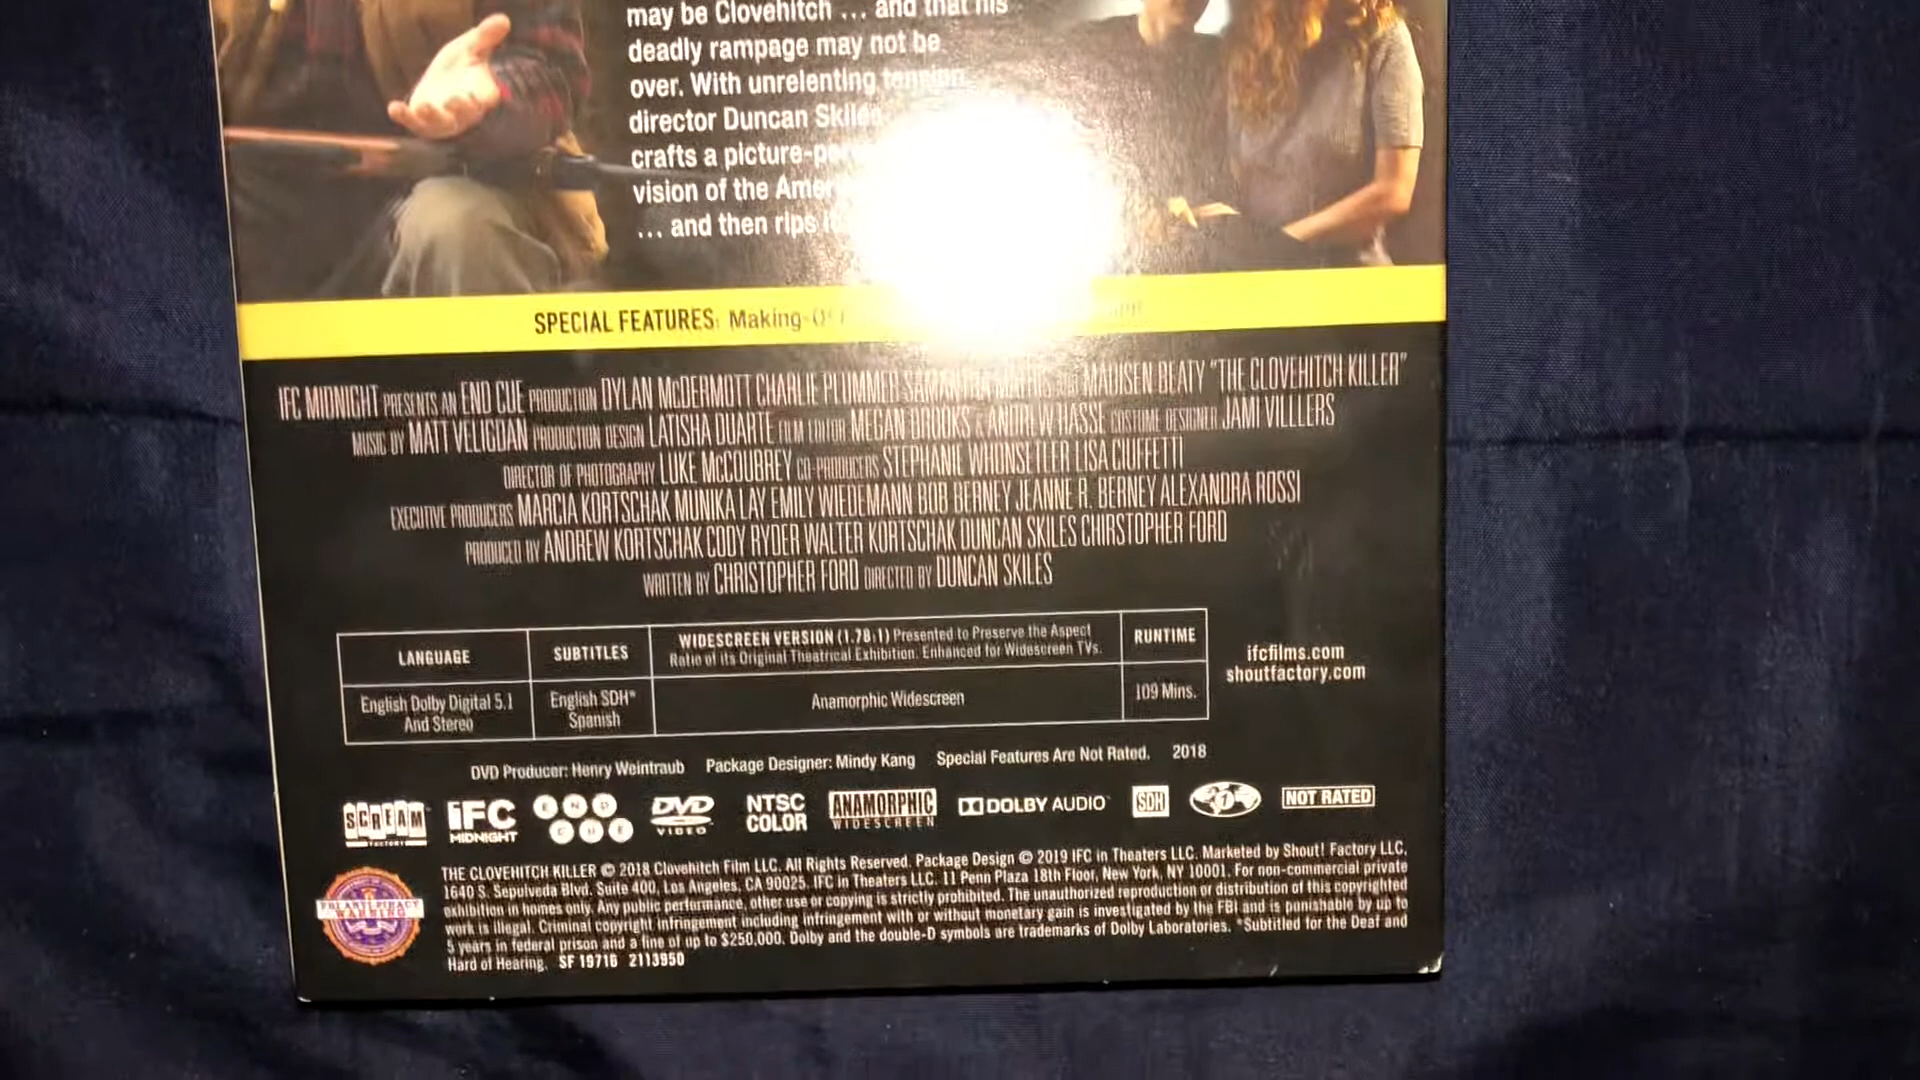 may be Clovehitch ... and that his
deadly rampage may not be
over. With unrelenting tension
director Duncan Skiles
crafts a picture-
vision of the
... and then rips
SPECIAL FEATURES: Making-Of
IFC MIDNIGHT PRESENTS AN END CUE PRODUCTION DYLAN McDERMOTT CHARLIE PLUMMER SAMANTHA MADISEN BEATY "THE CLOVEHITCH KILLER"
MUSIC BY MATT VELIGDAN PRODUCTION DESIGN LATISHA DUARTE FILM EDITOR MEGAN BROOKS & ANDREW HASSE COSTUME DESIGNER JAMI VILLERS
DIRECTOR OF PHOTOGRAPHY LUKE McCOUBREY CO-PRODUCERS STEPHANIE WHONSETLER LISA CIUFFETTI
EXECUTIVE PRODUCERS MARCIA KORTSCHAK MUNIKA LAY EMILY WIEDEMANN BOB BERNEY JEANNE R. BERNEY ALEXANDRA ROSSI
PRODUCED BY ANDREW KORTSCHAK CODY RYDER WALTER KORTSCHAK DUNCAN SKILES CHIRSTOPHER FORD
WRITTEN BY CHRISTOPHER FORD DIRECTED BY DUNCAN SKILES
LANGUAGE SUBTITLES WIDESCREEN VERSION (1.78:1) Presented to Preserve the Aspect RUNTIME
Ratio of its Original Theatrical Exhibition. Enhanced for Widescreen TVs.
English Dolby Digital 5.1 English SDH* Anamorphic Widescreen 109 Mins.
And Stereo Spanish
ifcfilms.com
shoutfactory.com
DVD Producer: Henry Weintraub Package Designer: Mindy Kang Special Features Are Not Rated. 2018
SCREAM FACTORY IFC MIDNIGHT END CUE DVD VIDEO NTSC COLOR ANAMORPHIC WIDESCREEN DOLBY AUDIO SDH 1 NOT RATED
FBI ANTI-PIRACY WARNING
THE CLOVEHITCH KILLER © 2018 Clovehitch Film LLC. All Rights Reserved. Package Design © 2019 IFC in Theaters LLC. Marketed by Shout! Factory LLC,
1640 S. Sepulveda Blvd. Suite 400, Los Angeles, CA 90025. IFC in Theaters LLC. 11 Penn Plaza 18th Floor, New York, NY 10001. For non-commercial private
exhibition in homes only. Any public performance, other use or copying is strictly prohibited. The unauthorized reproduction or distribution of this copyrighted
work is illegal. Criminal copyright infringement including infringement with or without monetary gain is investigated by the FBI and is punishable by up to
5 years in federal prison and a fine of up to $250,000. Dolby and the double-D symbols are trademarks of Dolby Laboratories. *Subtitled for the Deaf and
Hard of Hearing. SF 19716 2113950